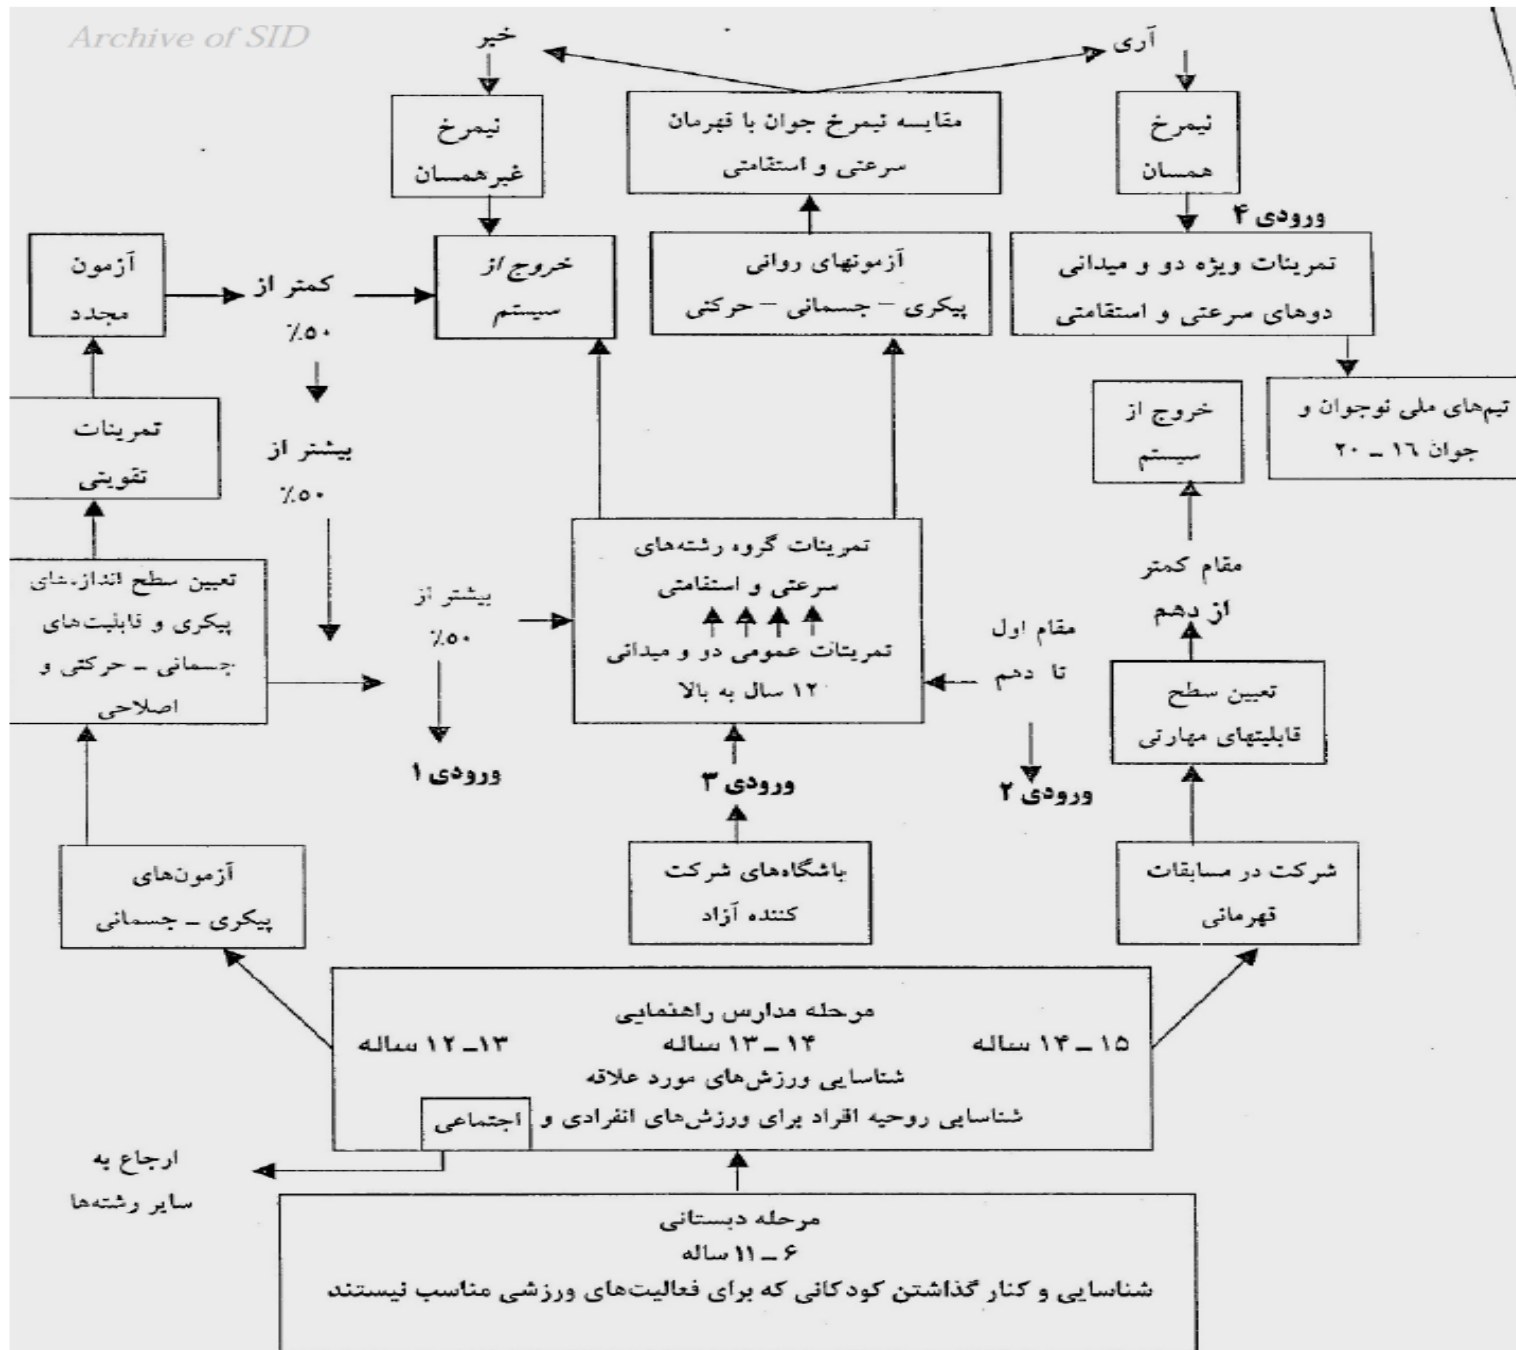 Archive of SID
خیر
آری
نیمرخ
غیرهمسان
مقایسه نیمرخ جوان با قهرمان
سرعتی و استقامتی
نیمرخ
همسان
ورودی ۴
آزمون
مجدد
کمتر از
٪۵۰
خروج از
سیستم
آزمونهای روانی
پیکری – جسمانی – حرکتی
تمرینات ویژه دو و میدانی
دوهای سرعتی و استقامتی
تمرینات
تقویتی
بیشتر از
٪۵۰
خروج از
سیستم
تیم‌های ملی نوجوان و
جوان ۱۶ – ۲۰
تعیین سطح اندازه‌های
پیکری و قابلیت‌های
جسمانی – حرکتی و
اصلاحی
بیشتر از
٪۵۰
تمرینات گروه رشته‌های
سرعتی و استقامتی
تمرینات عمومی دو و میدانی
۱۲ سال به بالا
مقام اول
تا دهم
مقام کمتر
از دهم
تعیین سطح
قابلیتهای مهارتی
ورودی ۱
ورودی ۳
ورودی ۲
آزمون‌های
پیکری – جسمانی
باشگاه‌های شرکت
کننده آزاد
شرکت در مسابقات
قهرمانی
مرحله مدارس راهنمایی
۱۴ – ۱۵ ساله
۱۳ – ۱۴ ساله
۱۲ – ۱۳ ساله
شناسایی ورزش‌های مورد علاقه
شناسایی روحیه افراد برای ورزش‌های انفرادی و اجتماعی
ارجاع به
سایر رشته‌ها
مرحله دبستانی
۶ – ۱۱ ساله
شناسایی و کنار گذاشتن کودکانی که برای فعالیت‌های ورزشی مناسب نیستند